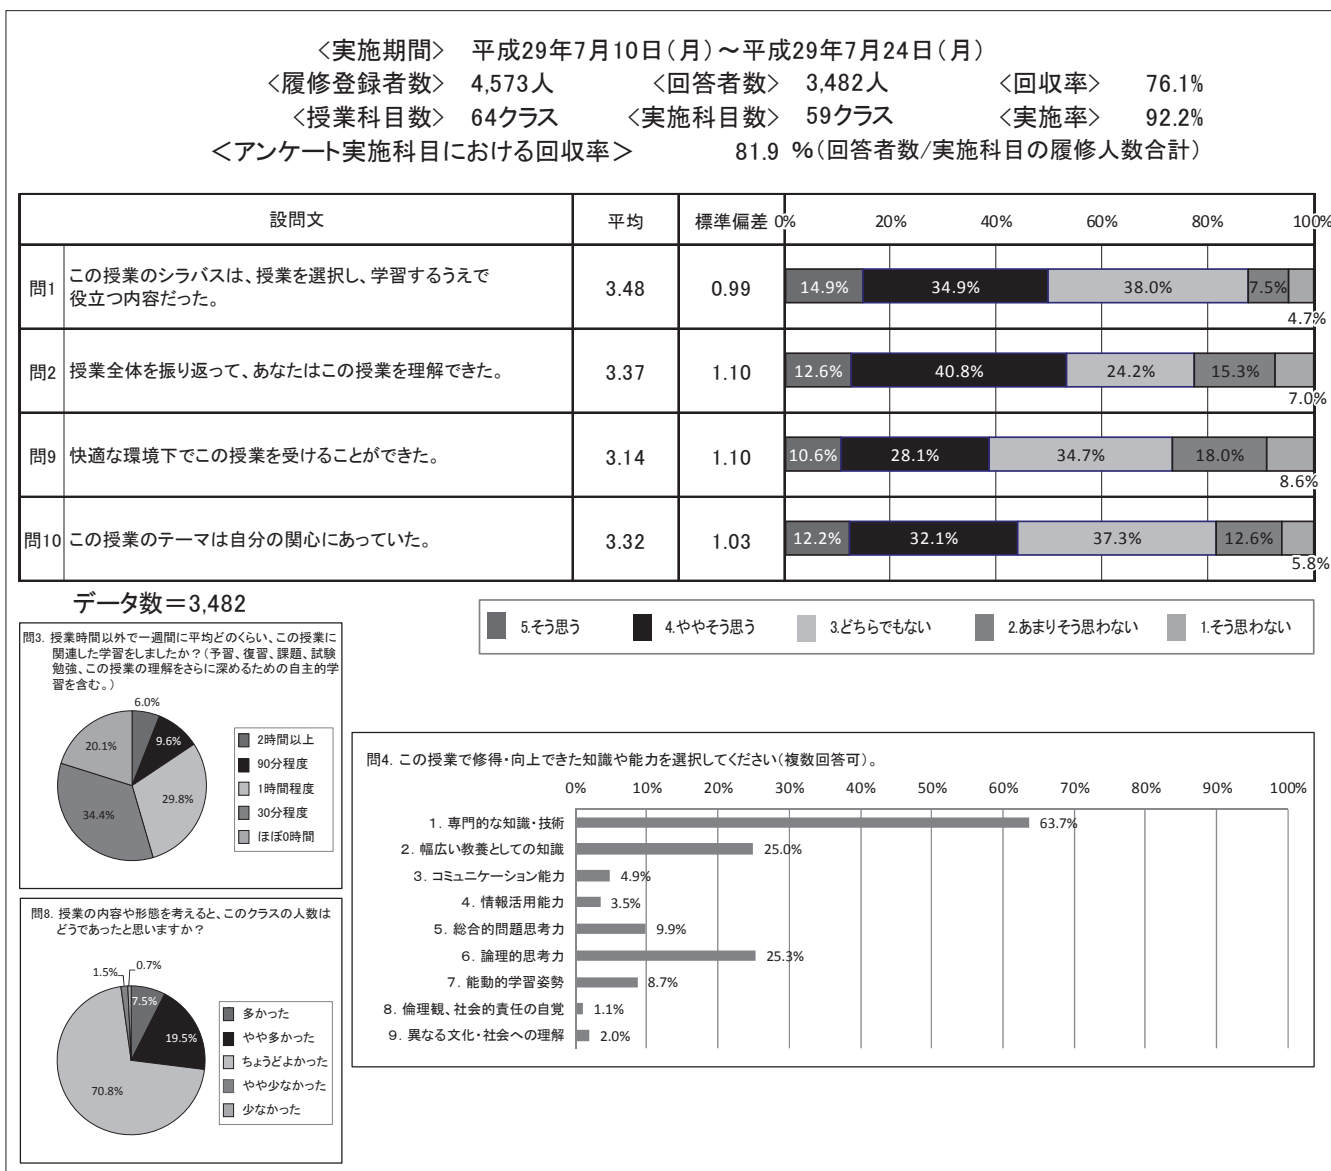 <実施期間> 平成29年7月10日(月)~平成29年7月24日(月)
<履修登録者数> 4,573人 <回答者数> 3,482人 <回収率> 76.1%
<授業科目数> 64クラス <実施科目数> 59クラス <実施率> 92.2%
<アンケート実施科目における回収率> 81.9 %(回答者数/実施科目の履修人数合計)
設問文 平均 標準偏差 0% 20% 40% 60% 80% 100%
問1 この授業のシラバスは、授業を選択し、学習するうえで
役立つ内容だった。
3.48 0.99 14.9% 34.9% 38.0% 7.5% 4.7%
問2 授業全体を振り返って、あなたはこの授業を理解できた。 3.37 1.10 12.6% 40.8% 24.2% 15.3% 7.0%
問9 快適な環境下でこの授業を受けることができた。 3.14 1.10 10.6% 28.1% 34.7% 18.0% 8.6%
問10 この授業のテーマは自分の関心にあっていた。 3.32 1.03 12.2% 32.1% 37.3% 12.6% 5.8%
データ数=3,482
5.そう思う 4.ややそう思う 3.どちらでもない 2.あまりそう思わない 1.そう思わない
問3. 授業時間以外で一週間に平均どのくらい、この授業に
関連した学習をしましたか?(予習、復習、課題、試験
勉強、この授業の理解をさらに深めるための自主的学
習を含む。)
6.0%
9.6%
29.8%
34.4%
20.1%
2時間以上
90分程度
1時間程度
30分程度
ほぼ0時間
問8. 授業の内容や形態を考えると、このクラスの人数は
どうであったと思いますか?
7.5%
19.5%
70.8%
1.5%
0.7%
多かった
やや多かった
ちょうどよかった
やや少なかった
少なかった
問4. この授業で修得・向上できた知識や能力を選択してください(複数回答可)。
0% 10% 20% 30% 40% 50% 60% 70% 80% 90% 100%
1. 専門的な知識・技術 63.7%
2. 幅広い教養としての知識 25.0%
3. コミュニケーション能力 4.9%
4. 情報活用能力 3.5%
5. 総合的問題思考力 9.9%
6. 論理的思考力 25.3%
7. 能動的学習姿勢 8.7%
8. 倫理観、社会的責任の自覚 1.1%
9. 異なる文化・社会への理解 2.0%